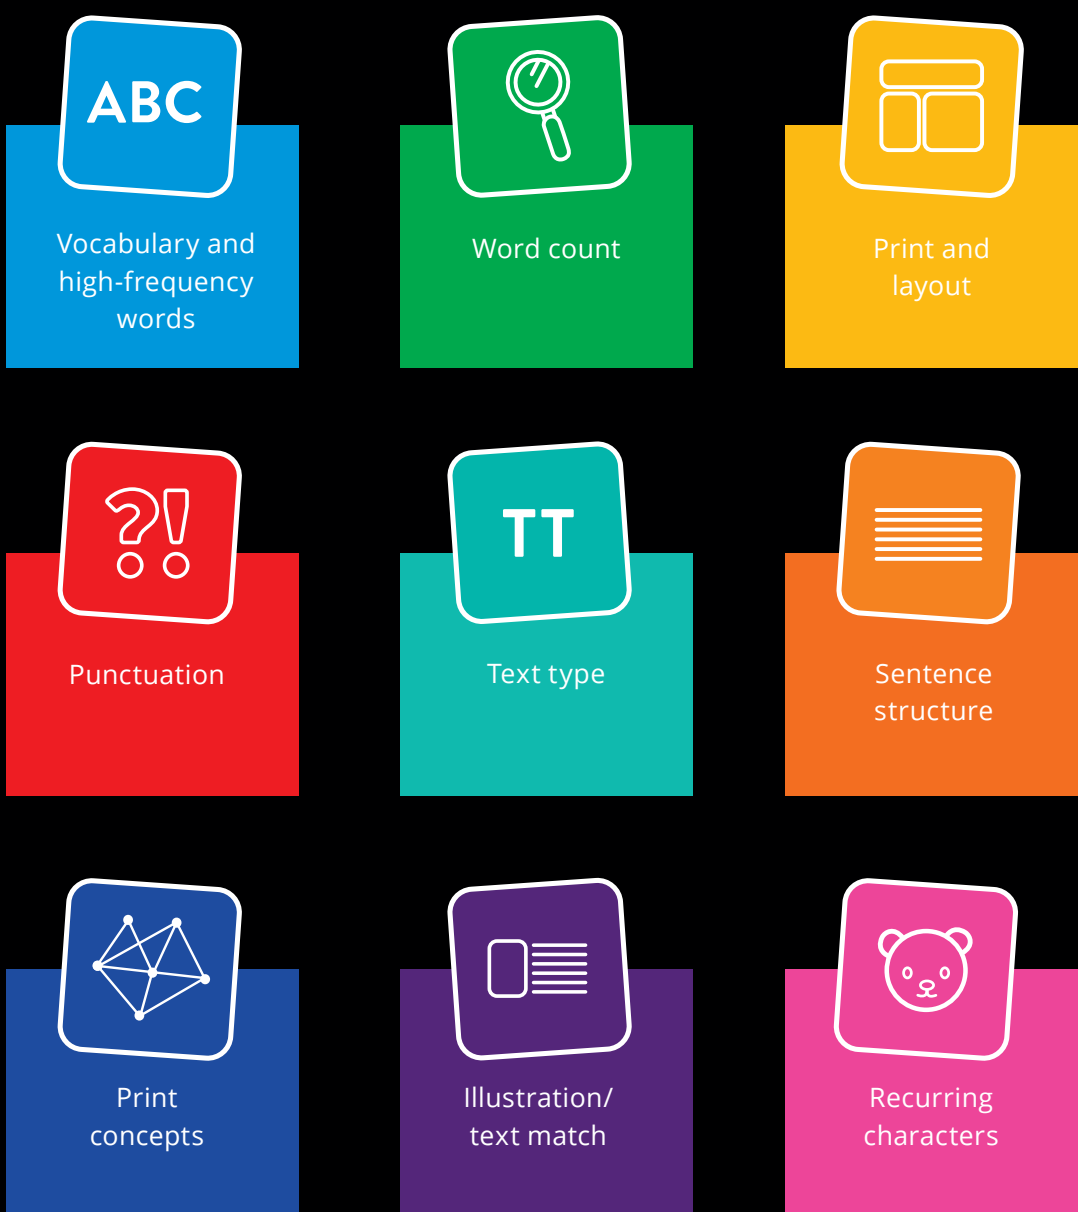 ABC
Vocabulary and
high-frequency
words
Word count
Print and
layout
?!
Punctuation
TT
Text type
Sentence
structure
Print
concepts
Illustration/
text match
Recurring
characters